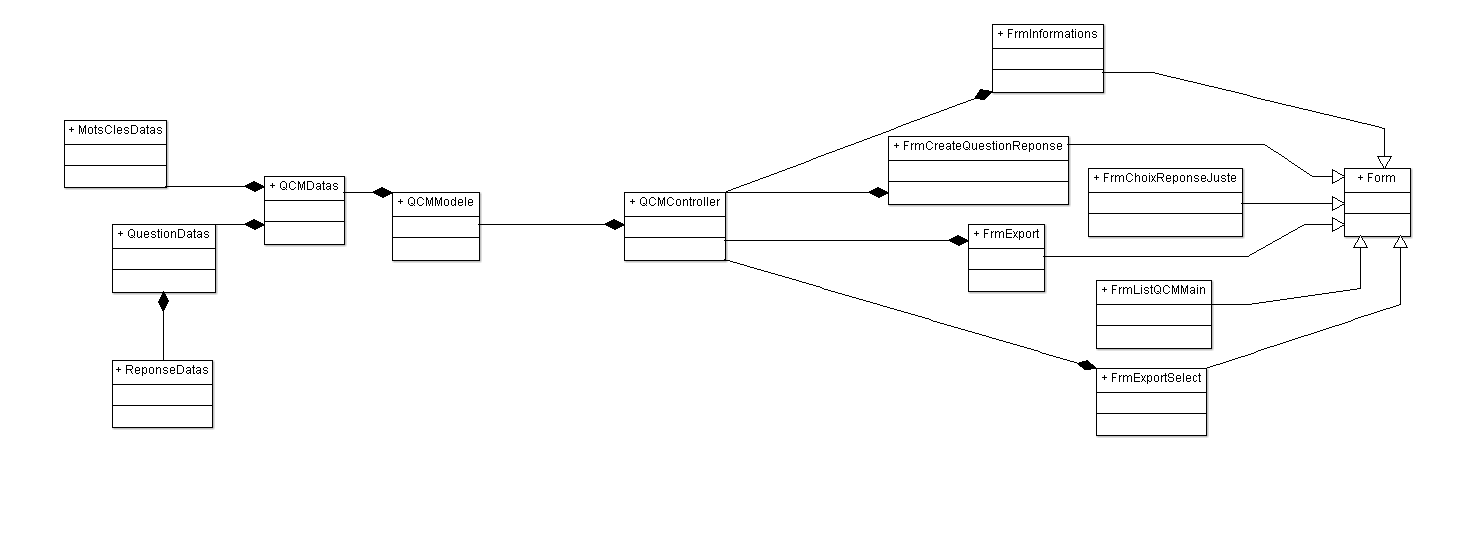 + FrmInformations
+ MotsClesDatas
+ FrmCreateQuestionReponse
+ FrmChoixReponseJuste
+ Form
+ QCMDatas
+ QCMModele
+ QCMController
+ QuestionDatas
+ FrmExport
+ FrmListQCMMain
+ ReponseDatas
+ FrmExportSelect